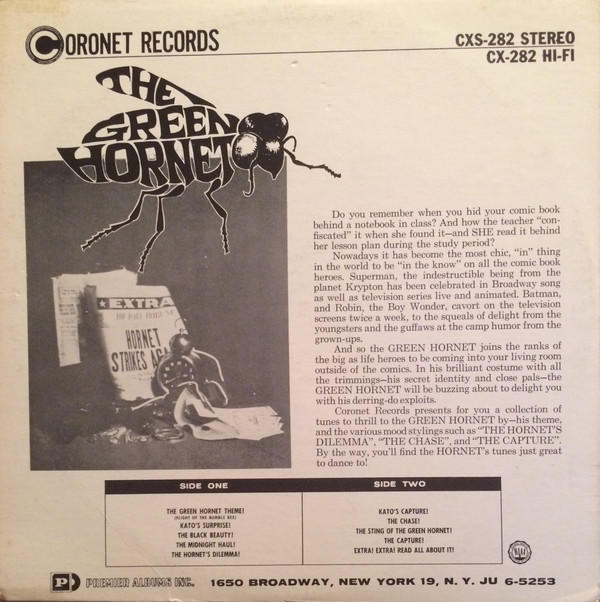 CORONET RECORDS
CXS-282 STEREO
CX-282 HI-FI
THE
GREEN
HORNET
EXTRA
HORNET
STRIKES AGA
Do you remember when you hid your comic book
behind a notebook in class? And how the teacher "con-
fiscated" it when she found it—and SHE read it behind
her lesson plan during the study period?
Nowadays it has become the most chic, "in" thing
in the world to be "in the know" on all the comic book
heroes. Superman, the indestructible being from the
planet Krypton has been celebrated in Broadway song
as well as television series live and animated. Batman,
and Robin, the Boy Wonder, cavort on the television
screens twice a week, to the squeals of delight from the
youngsters and the guffaws at the camp humor from the
grown-ups.
And so the GREEN HORNET joins the ranks of
the big as life heroes to be coming into your living room
outside of the comics. In his brilliant costume with all
the trimmings—his secret identity and close pals—the
GREEN HORNET will be buzzing about to delight you
with his derring-do exploits.
Coronet Records presents for you a collection of
tunes to thrill to the GREEN HORNET by—his theme,
and the various mood stylings such as "THE HORNET'S
DILEMMA", "THE CHASE", and "THE CAPTURE".
By the way, you'll find the HORNET'S tunes just great
to dance to!
SIDE ONE
THE GREEN HORNET THEME!
(FLIGHT OF THE BUMBLE BEE)
KATO'S SURPRISE!
THE BLACK BEAUTY!
THE MIDNIGHT HAUL!
THE HORNET'S DILEMMA!
SIDE TWO
KATO'S CAPTURE!
THE CHASE!
THE STING OF THE GREEN HORNET!
THE CAPTURE!
EXTRA! EXTRA! READ ALL ABOUT IT!
P PREMIER ALBUMS INC. 1650 BROADWAY, NEW YORK 19, N. Y. JU 6-5253